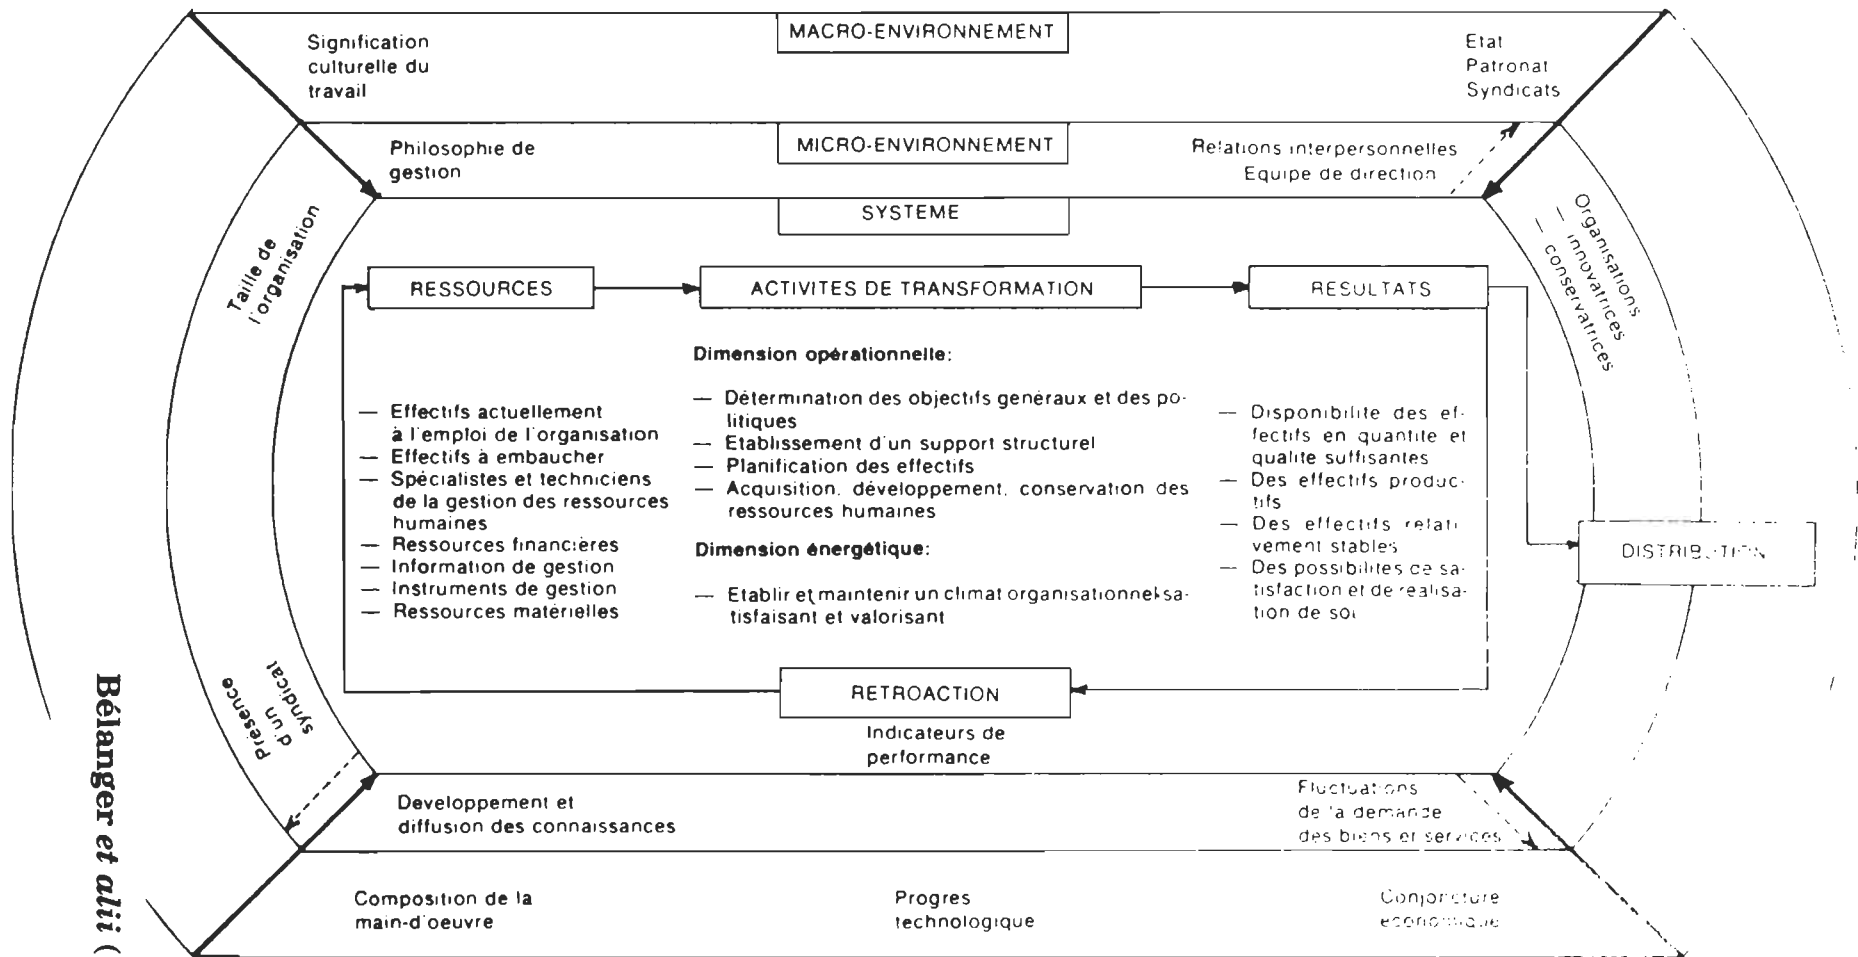 MACRO-ENVIRONNEMENT
Signification
culturelle du
travail
Etat
Patronat
Syndicats
MICRO-ENVIRONNEMENT
Philosophie de
gestion
Relations interpersonnelles
Equipe de direction
SYSTEME
Taille de
l'organisation
Organisations
— innovatrices
— conservatrices
RESSOURCES
ACTIVITES DE TRANSFORMATION
RESULTATS
— Effectifs actuellement
à l'emploi de l'organisation
— Effectifs à embaucher
— Spécialistes et techniciens
de la gestion des ressources
humaines
— Ressources financières
— Information de gestion
— Instruments de gestion
— Ressources matérielles
Dimension opérationnelle:
— Détermination des objectifs généraux et des po-
litiques
— Etablissement d'un support structurel
— Planification des effectifs
— Acquisition, développement, conservation des
ressources humaines
Dimension énergétique:
— Etablir et maintenir un climat organisationnel sa-
tisfaisant et valorisant
— Disponibilite des ef-
fectifs en quantite et
qualite suffisantes
— Des effectifs produc-
tifs
— Des effectifs relati
vement stables
— Des possibilites de sa-
tisfaction et de realisa-
tion de soi
DISTRIBUTION
RETROACTION
Indicateurs de
performance
Présence
d'un
syndicat
Developpement et
diffusion des connaissances
Fluctuations
de la demande
des biens et services
Composition de la
main-d'oeuvre
Progres
technologique
Conjoncture
economique
Bélanger et alii (